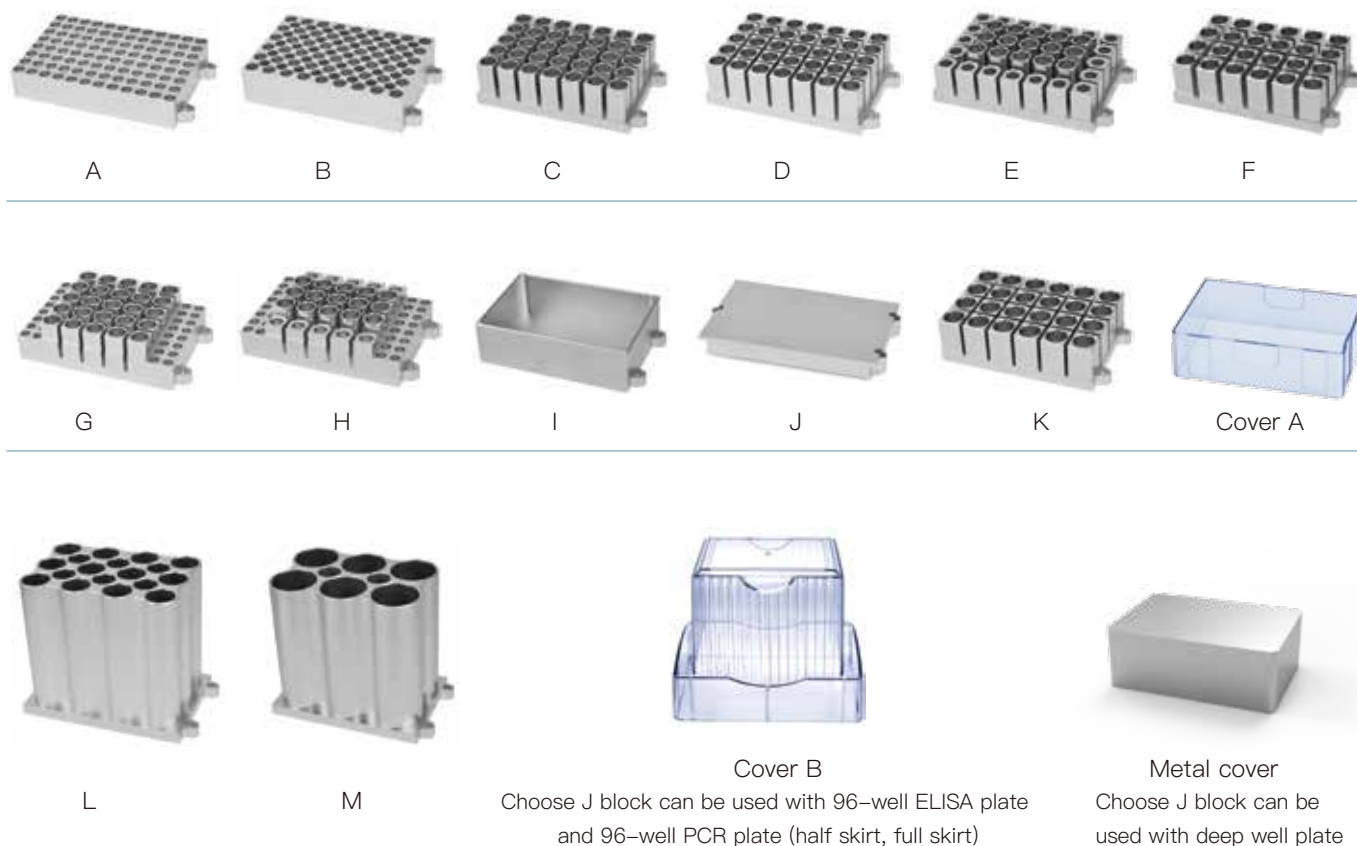 A
B
C
D
E
F
G
H
I
J
K
Cover A
L
M
Cover B
Choose J block can be used with 96-well ELISA plate
and 96-well PCR plate (half skirt, full skirt)
Metal cover
Choose J block can be
used with deep well plate